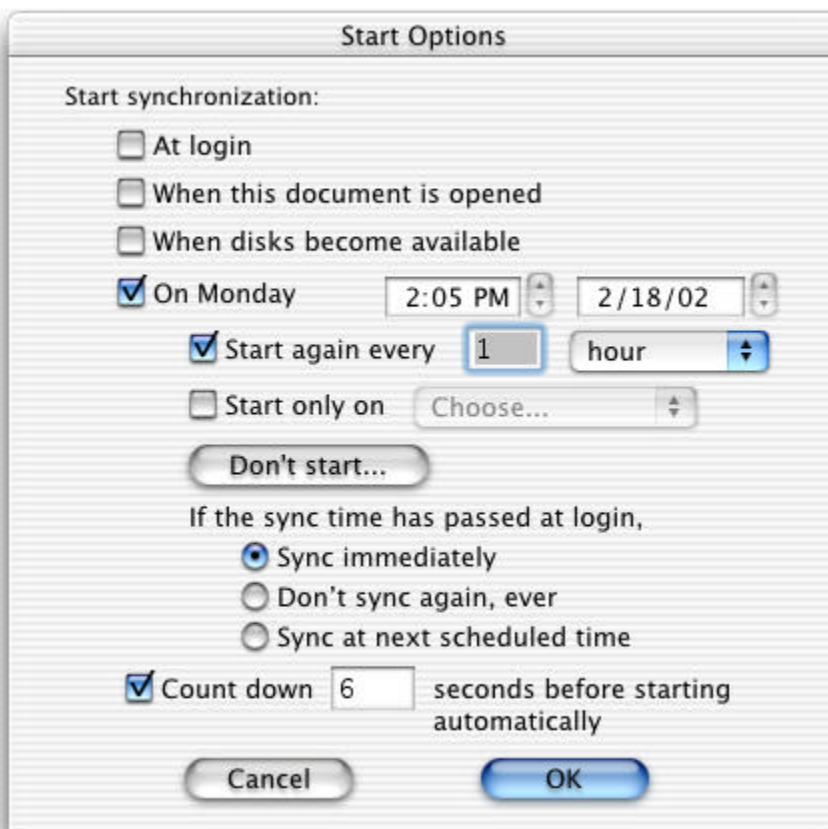 Start Options
Start synchronization:
At login
When this document is opened
When disks become available
On Monday 2:05 PM 2/18/02
Start again every 1 hour
Start only on Choose...
Don't start...
If the sync time has passed at login,
Sync immediately
Don't sync again, ever
Sync at next scheduled time
Count down 6 seconds before starting
automatically
Cancel OK